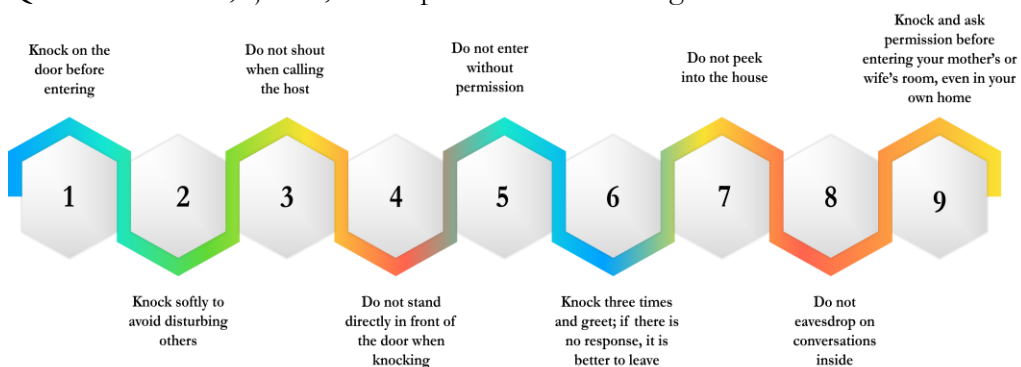 Knock on the
door before
entering
1
Knock softly to
avoid disturbing
others
2
Do not shout
when calling
the host
3
Do not stand
directly in front of
the door when
knocking
4
Do not enter
without
permission
5
Knock three times
and greet; if there is
no response, it is
better to leave
6
Do not peek
into the house
7
Do not
eavesdrop on
conversations
inside
8
Knock and ask
permission before
entering your mother's or
wife's room, even in your
own home
9